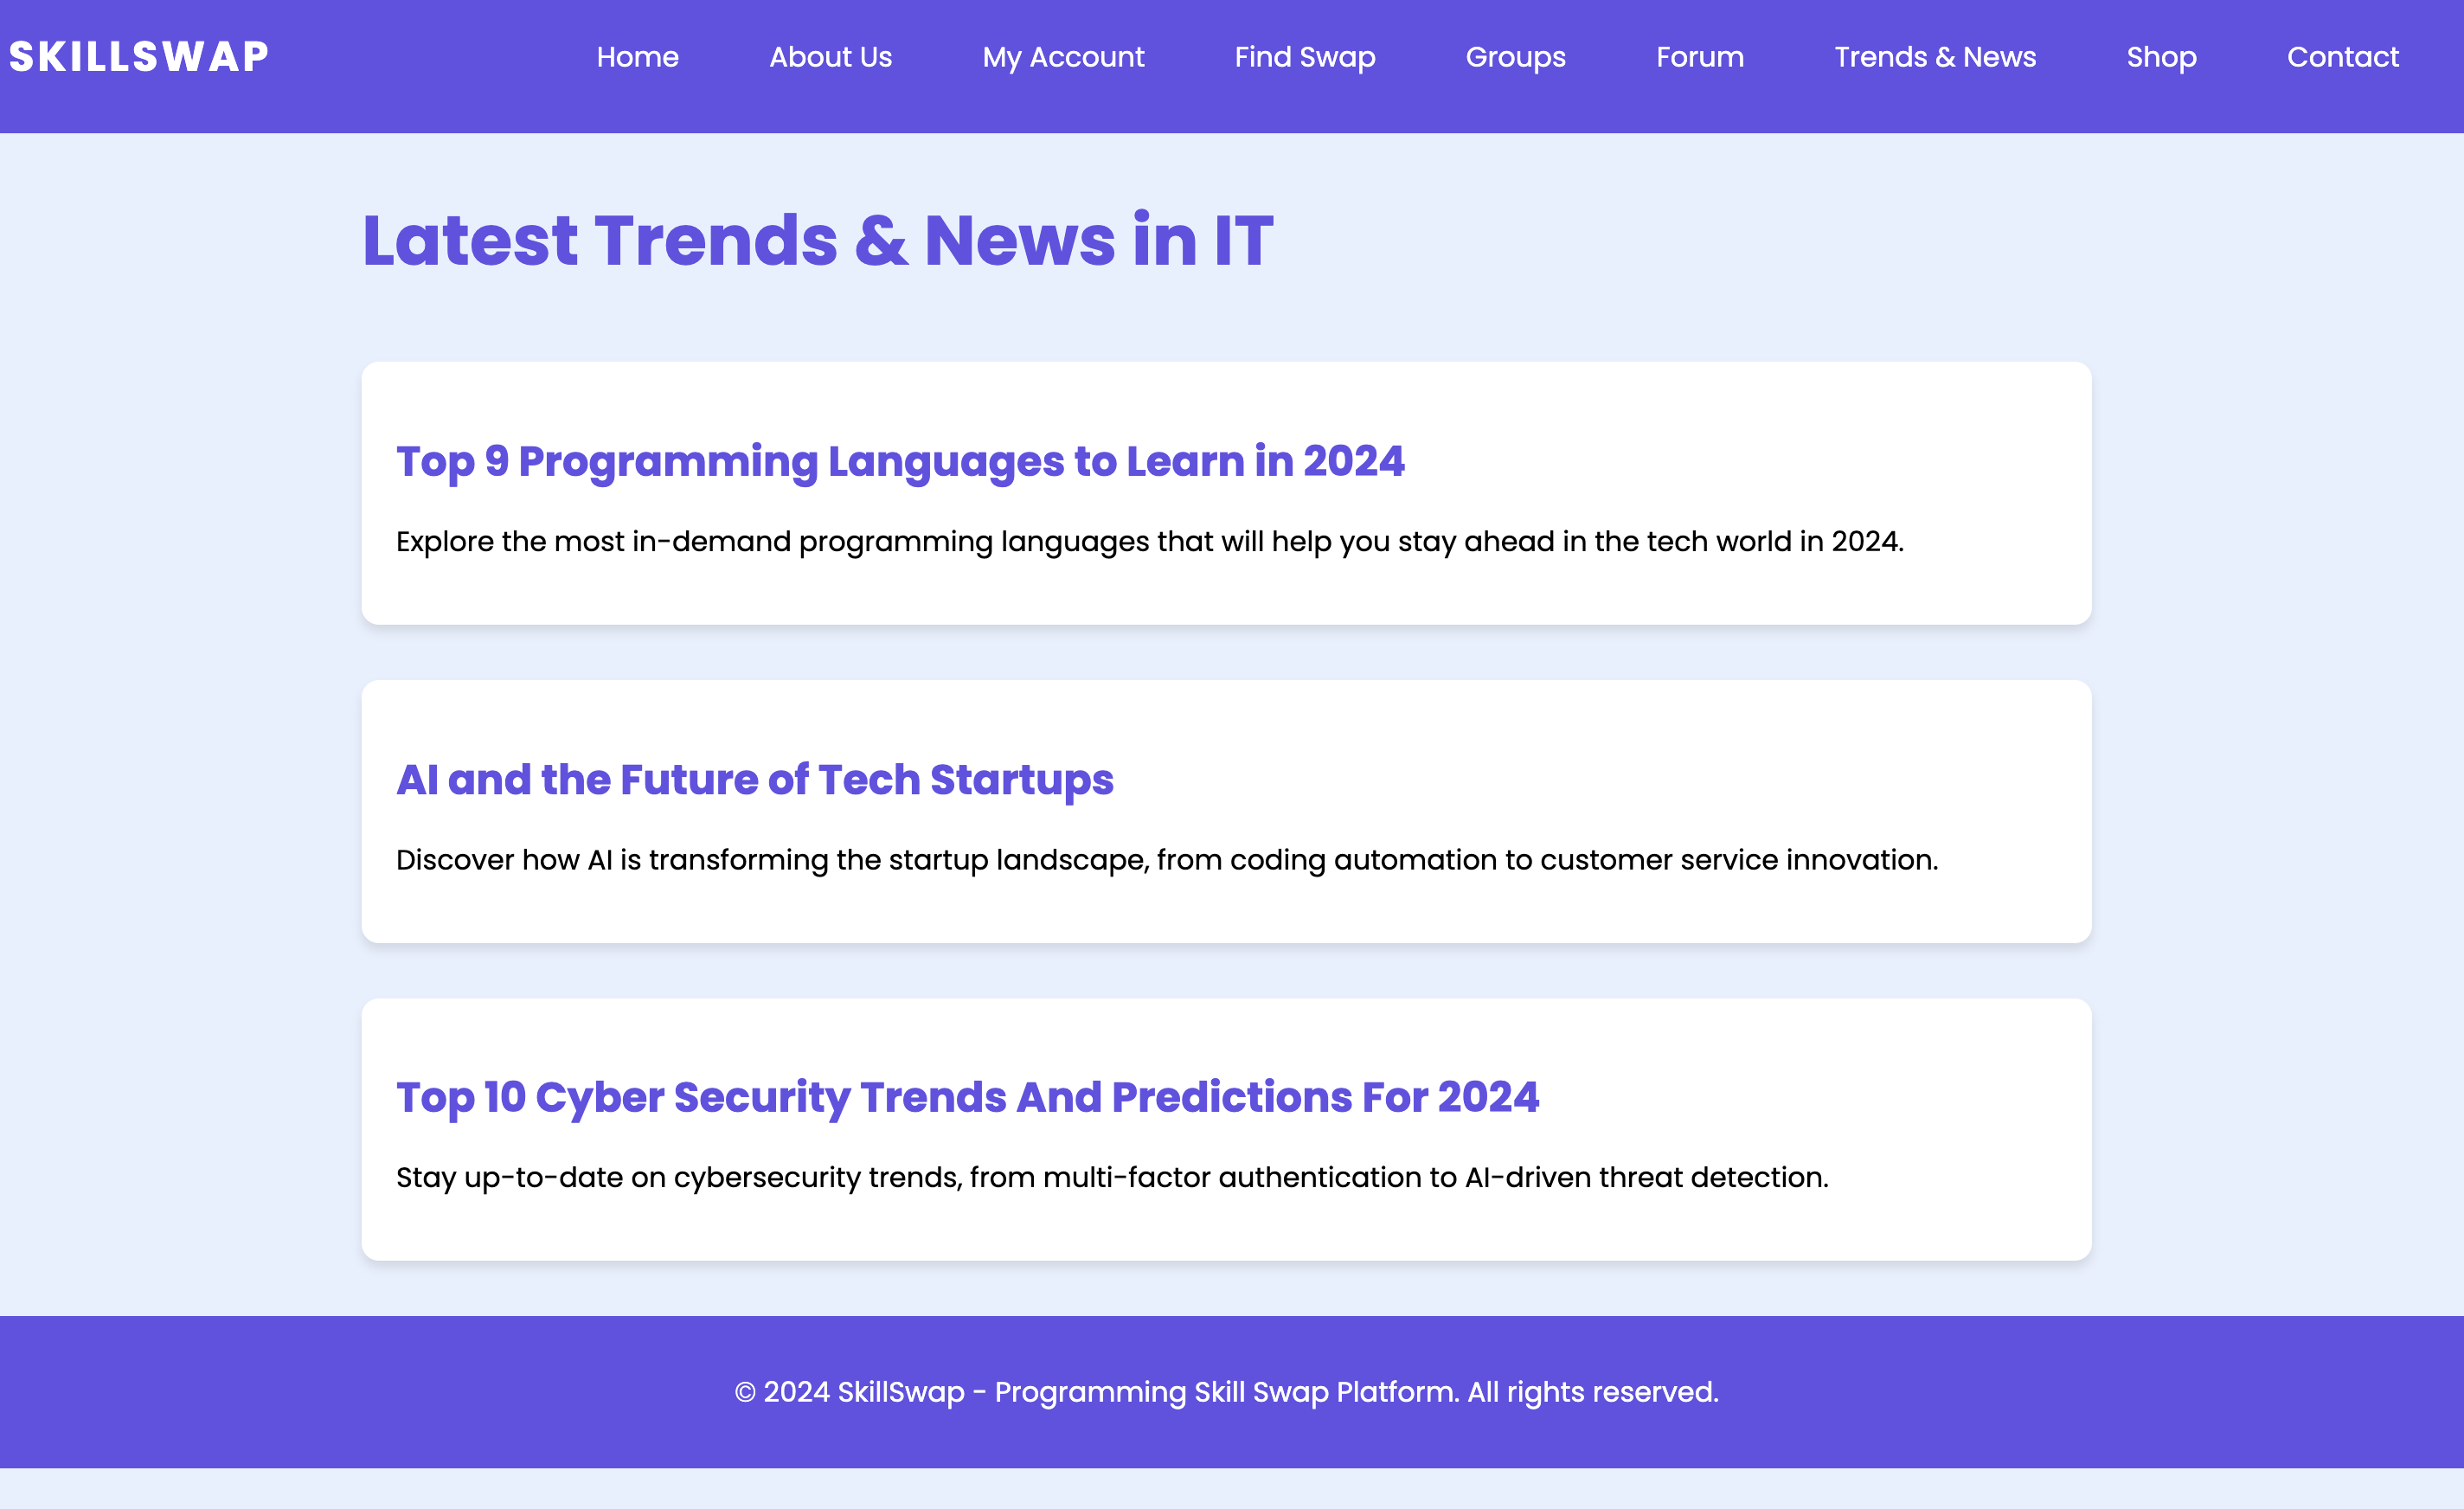 SKILLSWAP Home About Us My Account Find Swap Groups Forum Trends & News Shop Contact
Latest Trends & News in IT
Top 9 Programming Languages to Learn in 2024
Explore the most in-demand programming languages that will help you stay ahead in the tech world in 2024.
AI and the Future of Tech Startups
Discover how AI is transforming the startup landscape, from coding automation to customer service innovation.
Top 10 Cyber Security Trends And Predictions For 2024
Stay up-to-date on cybersecurity trends, from multi-factor authentication to AI-driven threat detection.
© 2024 SkillSwap - Programming Skill Swap Platform. All rights reserved.